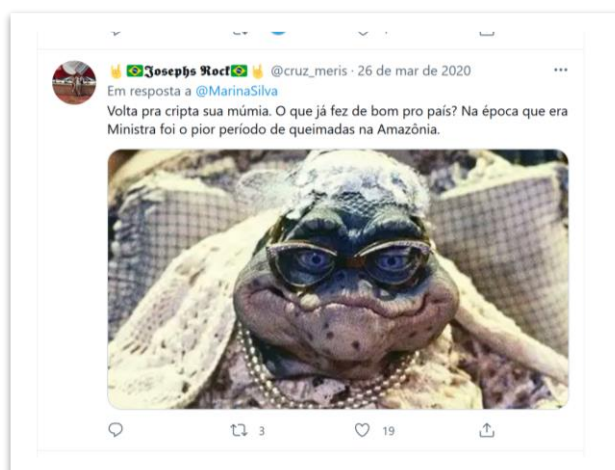 🤘🇧🇷𝕵𝖔𝖘𝖊𝖕𝖍𝖘 𝕽𝖔𝖈𝖐🇧🇷🤘 @cruz_meris · 26 de mar de 2020 ···
Em resposta a @MarinaSilva
Volta pra cripta sua múmia. O que já fez de bom pro país? Na época que era
Ministra foi o pior período de queimadas na Amazônia.
3 19